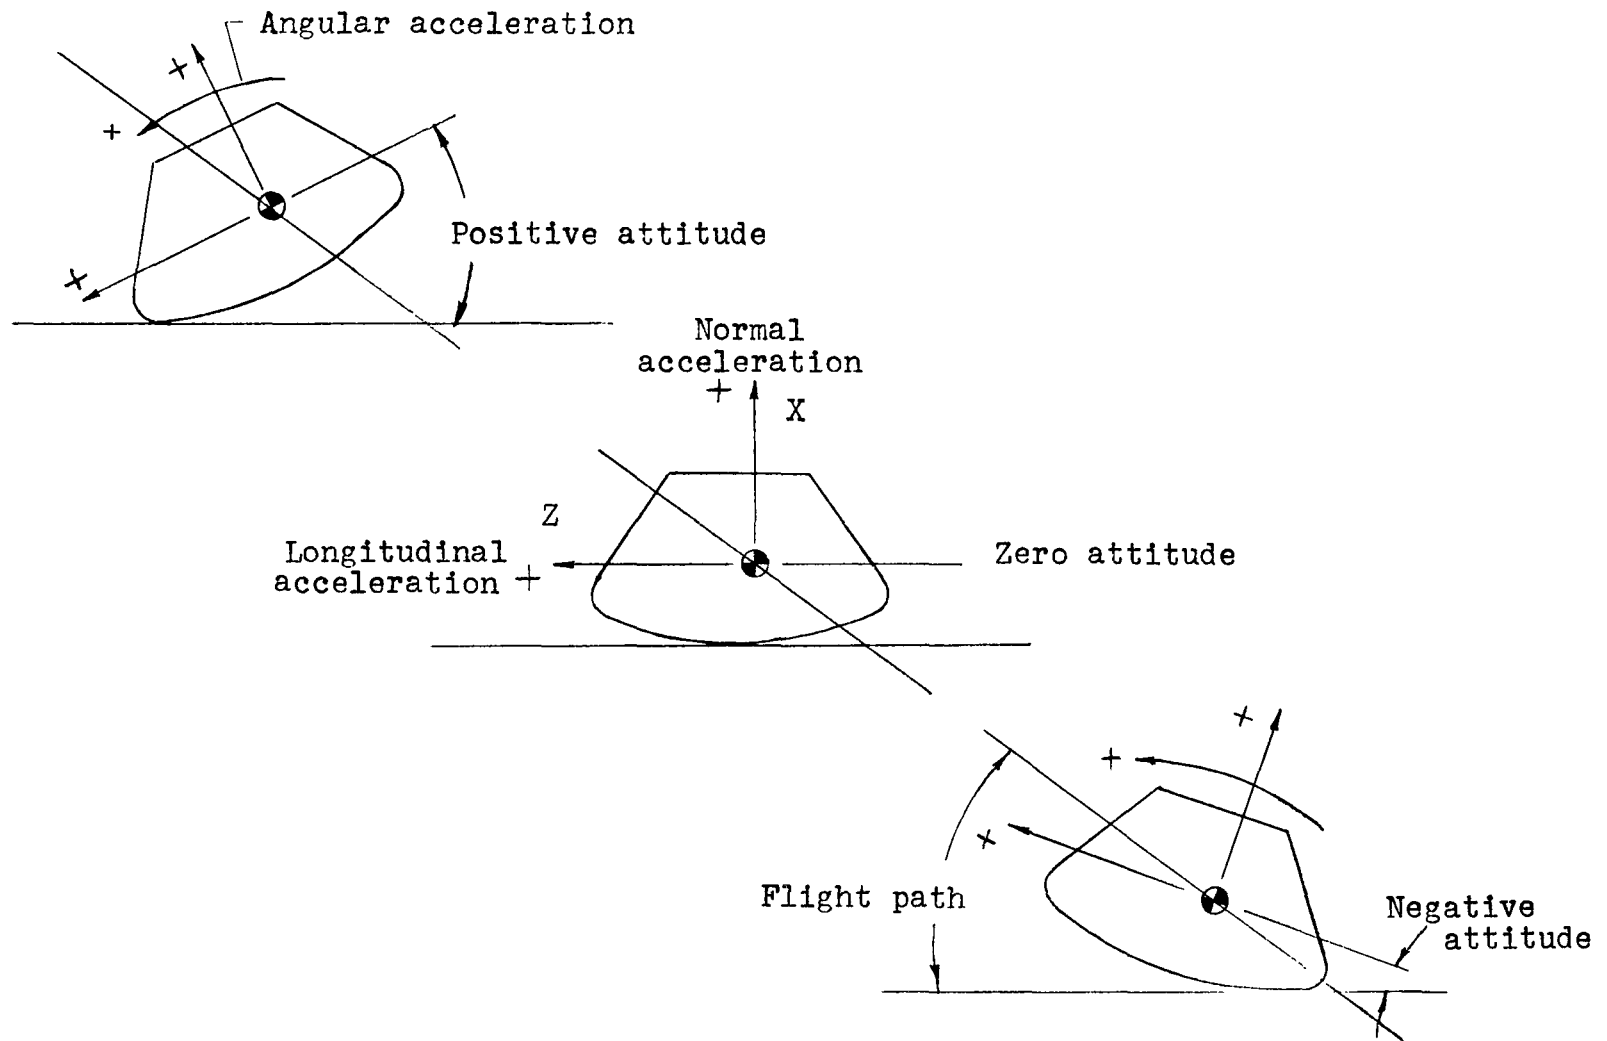 Angular acceleration
+
+
Positive attitude
+
Normal
acceleration
+
X
Z
Longitudinal
acceleration +
Zero attitude
+
+
+
Flight path
Negative
attitude